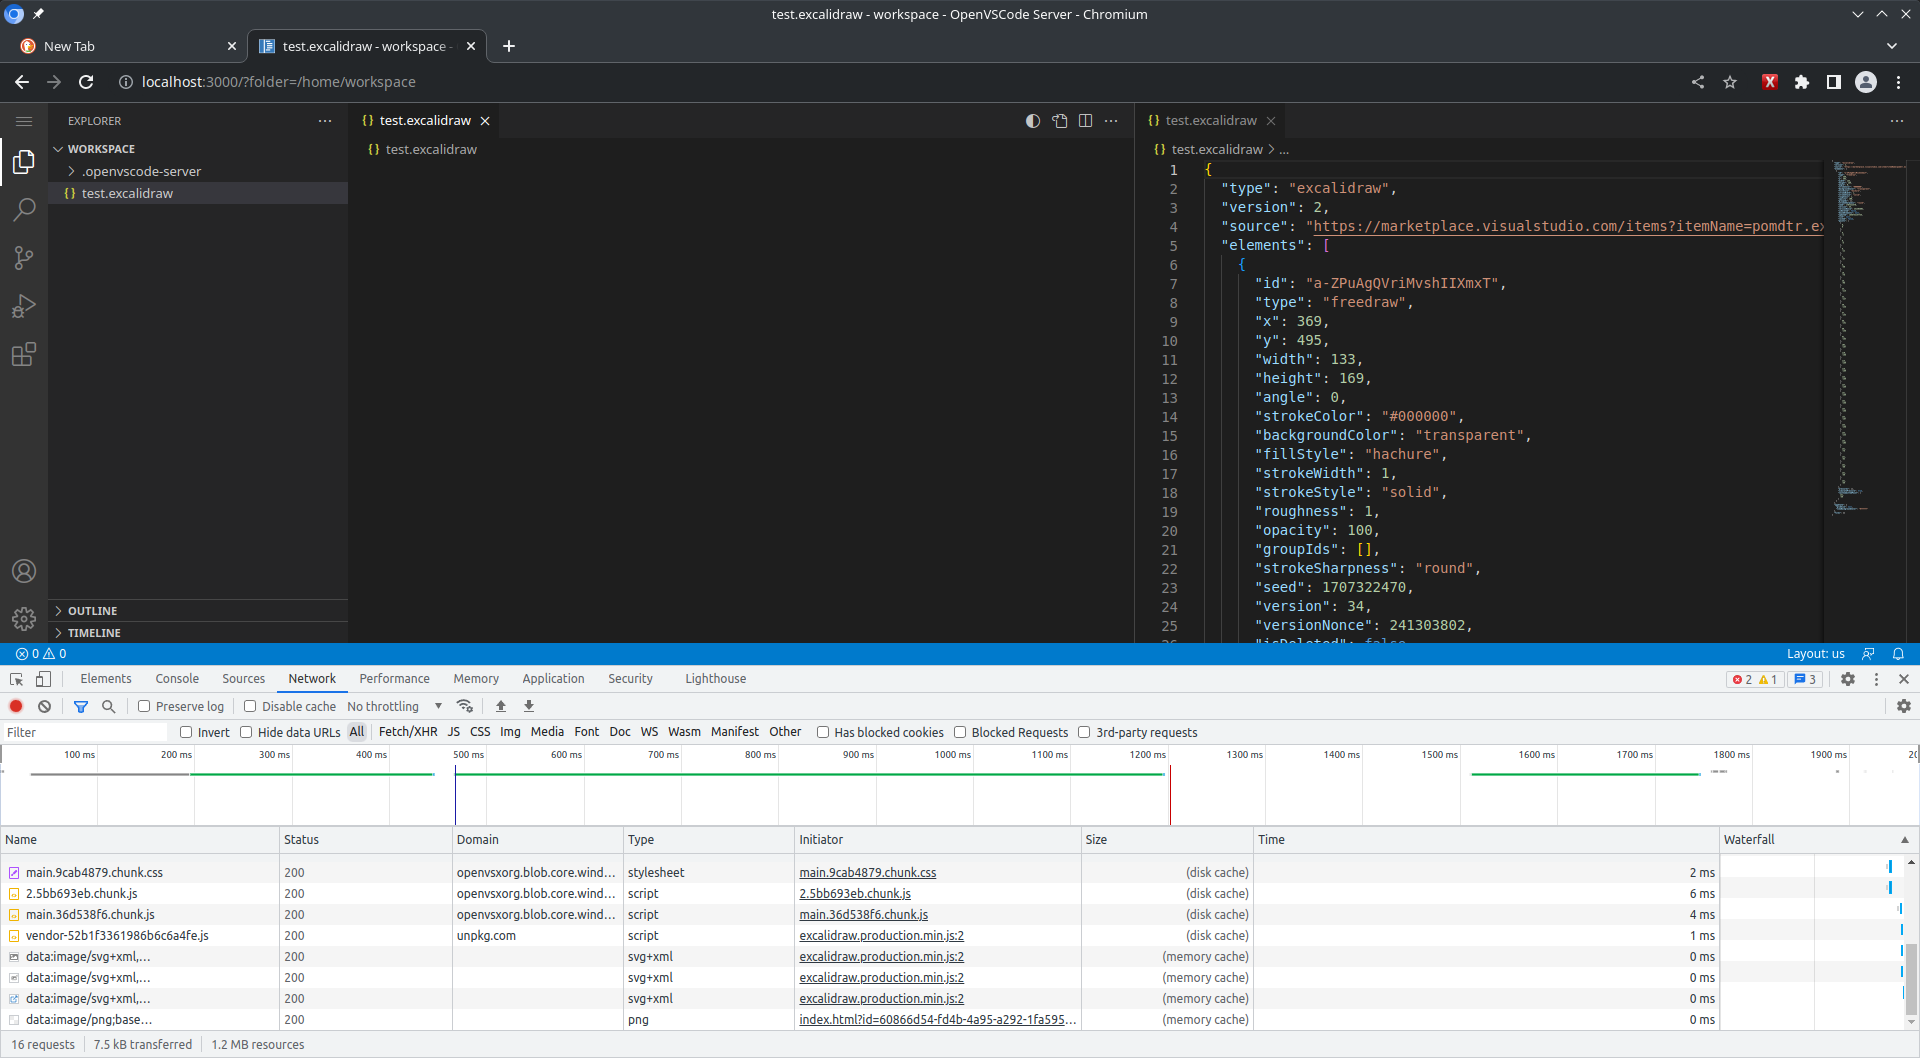 test.excalidraw - workspace - OpenVSCode Server - Chromium
New Tab
test.excalidraw - workspace -
localhost:3000/?folder=/home/workspace
EXPLORER
WORKSPACE
.openvscode-server
{} test.excalidraw
OUTLINE
TIMELINE
{} test.excalidraw
{} test.excalidraw
{} test.excalidraw
{} test.excalidraw > ...
1 {
2 "type": "excalidraw",
3 "version": 2,
4 "source": "https://marketplace.visualstudio.com/items?itemName=pomdtr.ex
5 "elements": [
6 {
7 "id": "a-ZPuAgQVriMvshIIXmxT",
8 "type": "freedraw",
9 "x": 369,
10 "y": 495,
11 "width": 133,
12 "height": 169,
13 "angle": 0,
14 "strokeColor": "#000000",
15 "backgroundColor": "transparent",
16 "fillStyle": "hachure",
17 "strokeWidth": 1,
18 "strokeStyle": "solid",
19 "roughness": 1,
20 "opacity": 100,
21 "groupIds": [],
22 "strokeSharpness": "round",
23 "seed": 1707322470,
24 "version": 34,
25 "versionNonce": 241303802,
26 "isDeleted": false
0 0
Layout: us
Elements Console Sources Network Performance Memory Application Security Lighthouse 2 1 3
Preserve log Disable cache No throttling
Filter Invert Hide data URLs All Fetch/XHR JS CSS Img Media Font Doc WS Wasm Manifest Other Has blocked cookies Blocked Requests 3rd-party requests
100 ms 200 ms 300 ms 400 ms 500 ms 600 ms 700 ms 800 ms 900 ms 1000 ms 1100 ms 1200 ms 1300 ms 1400 ms 1500 ms 1600 ms 1700 ms 1800 ms 1900 ms 20
Name Status Domain Type Initiator Size Time Waterfall
main.9cab4879.chunk.css 200 openvsxorg.blob.core.wind... stylesheet main.9cab4879.chunk.css (disk cache) 2 ms
2.5bb693eb.chunk.js 200 openvsxorg.blob.core.wind... script 2.5bb693eb.chunk.js (disk cache) 6 ms
main.36d538f6.chunk.js 200 openvsxorg.blob.core.wind... script main.36d538f6.chunk.js (disk cache) 4 ms
vendor-52b1f3361986b6c6a4fe.js 200 unpkg.com script excalidraw.production.min.js:2 (disk cache) 1 ms
data:image/svg+xml,... 200 svg+xml excalidraw.production.min.js:2 (memory cache) 0 ms
data:image/svg+xml,... 200 svg+xml excalidraw.production.min.js:2 (memory cache) 0 ms
data:image/svg+xml,... 200 svg+xml excalidraw.production.min.js:2 (memory cache) 0 ms
data:image/png;base... 200 png index.html?id=60866d54-fd4b-4a95-a292-1fa595... (memory cache) 0 ms
16 requests 7.5 kB transferred 1.2 MB resources